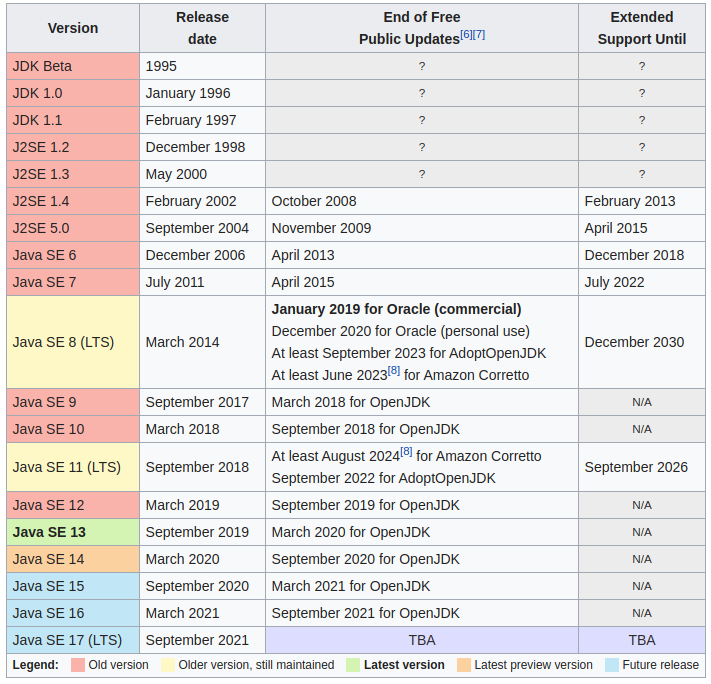 Version Release date End of Free Public Updates[6][7] Extended Support Until
JDK Beta 1995 ? ?
JDK 1.0 January 1996 ? ?
JDK 1.1 February 1997 ? ?
J2SE 1.2 December 1998 ? ?
J2SE 1.3 May 2000 ? ?
J2SE 1.4 February 2002 October 2008 February 2013
J2SE 5.0 September 2004 November 2009 April 2015
Java SE 6 December 2006 April 2013 December 2018
Java SE 7 July 2011 April 2015 July 2022
Java SE 8 (LTS) March 2014 January 2019 for Oracle (commercial)
December 2020 for Oracle (personal use)
At least September 2023 for AdoptOpenJDK
At least June 2023[8] for Amazon Corretto December 2030
Java SE 9 September 2017 March 2018 for OpenJDK N/A
Java SE 10 March 2018 September 2018 for OpenJDK N/A
Java SE 11 (LTS) September 2018 At least August 2024[8] for Amazon Corretto
September 2022 for AdoptOpenJDK September 2026
Java SE 12 March 2019 September 2019 for OpenJDK N/A
Java SE 13 September 2019 March 2020 for OpenJDK N/A
Java SE 14 March 2020 September 2020 for OpenJDK N/A
Java SE 15 September 2020 March 2021 for OpenJDK N/A
Java SE 16 March 2021 September 2021 for OpenJDK N/A
Java SE 17 (LTS) September 2021 TBA TBA
Legend: Old version Older version, still maintained Latest version Latest preview version Future release